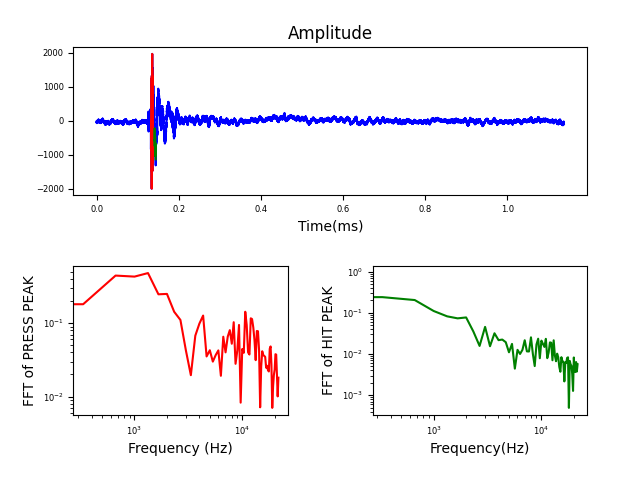 Amplitude
2000
1000
0
−1000
−2000
0.0 0.2 0.4 0.6 0.8 1.0
Time(ms)
FFT of PRESS PEAK
10⁻¹
10⁻²
10³ 10⁴
Frequency (Hz)
FFT of HIT PEAK
10⁰
10⁻¹
10⁻²
10⁻³
10³ 10⁴
Frequency(Hz)